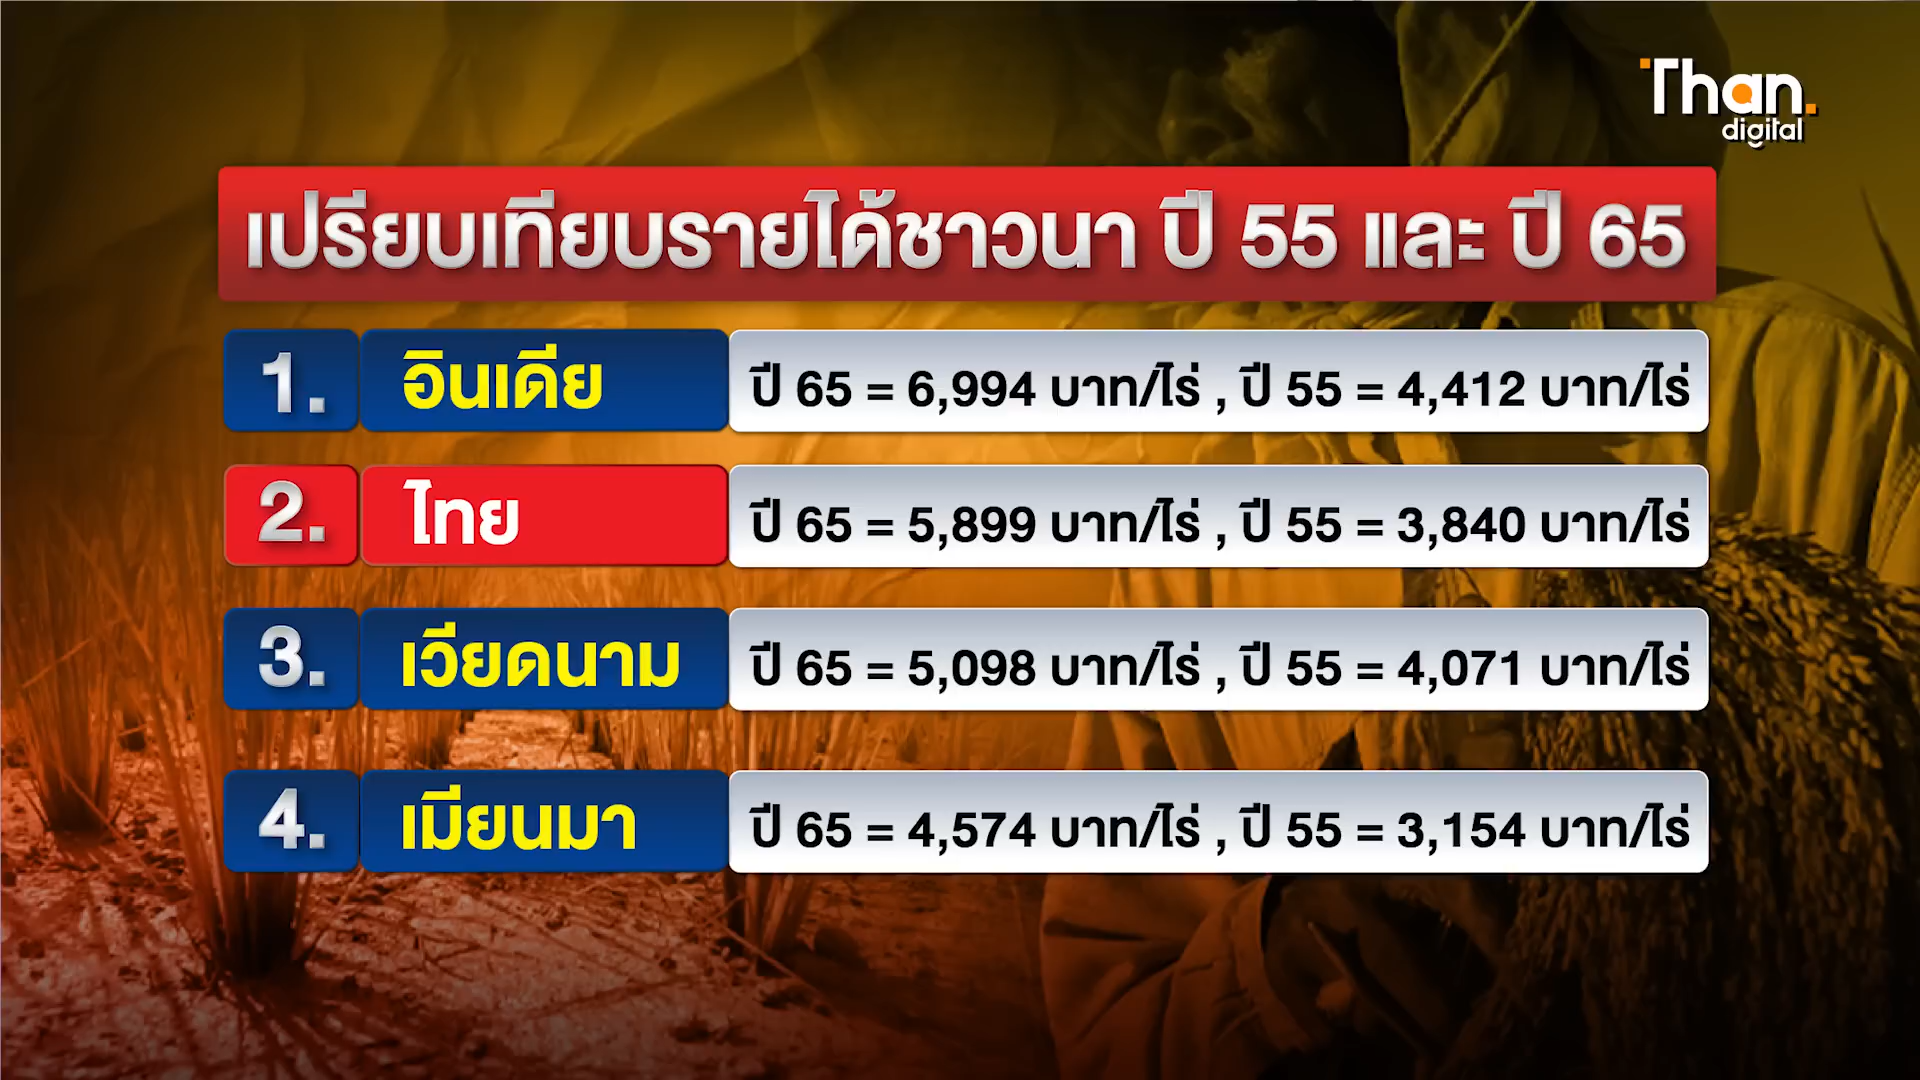 Than.
digital
เปรียบเทียบรายได้ชาวนา ปี 55 และ ปี 65
1. อินเดีย ปี 65 = 6,994 บาท/ไร่ , ปี 55 = 4,412 บาท/ไร่
2. ไทย ปี 65 = 5,899 บาท/ไร่ , ปี 55 = 3,840 บาท/ไร่
3. เวียดนาม ปี 65 = 5,098 บาท/ไร่ , ปี 55 = 4,071 บาท/ไร่
4. เมียนมา ปี 65 = 4,574 บาท/ไร่ , ปี 55 = 3,154 บาท/ไร่